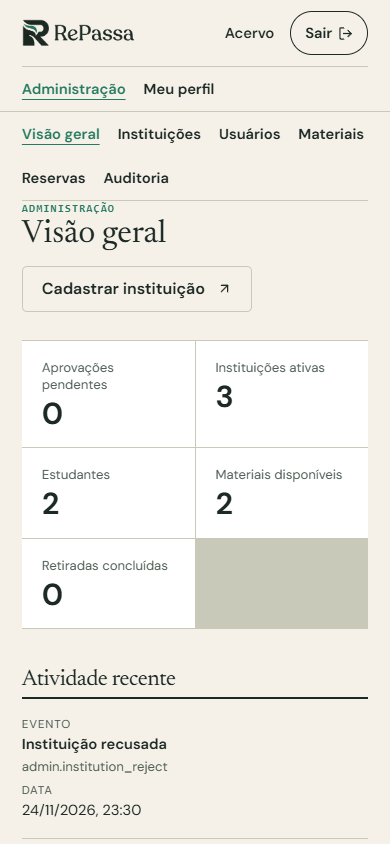 RePassa
Acervo
Sair
Administração
Meu perfil
Visão geral
Instituições
Usuários
Materiais
Reservas
Auditoria
ADMINISTRAÇÃO
Visão geral
Cadastrar instituição
Aprovações
pendentes
0
Instituições ativas
3
Estudantes
2
Materiais disponíveis
2
Retiradas concluídas
0
Atividade recente
EVENTO
Instituição recusada
admin.institution_reject
DATA
24/11/2026, 23:30